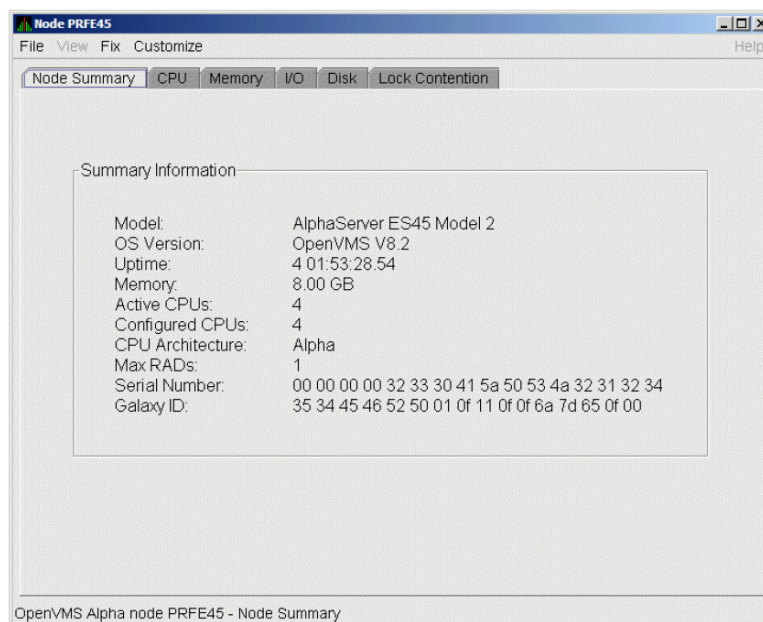 Node PRFE45
File View Fix Customize Help
Node Summary CPU Memory I/O Disk Lock Contention
Summary Information
Model: AlphaServer ES45 Model 2
OS Version: OpenVMS V8.2
Uptime: 4 01:53:28.54
Memory: 8.00 GB
Active CPUs: 4
Configured CPUs: 4
CPU Architecture: Alpha
Max RADs: 1
Serial Number: 00 00 00 00 32 33 30 41 5a 50 53 4a 32 31 32 34
Galaxy ID: 35 34 45 46 52 50 01 0f 11 0f 0f 6a 7d 65 0f 00
OpenVMS Alpha node PRFE45 - Node Summary